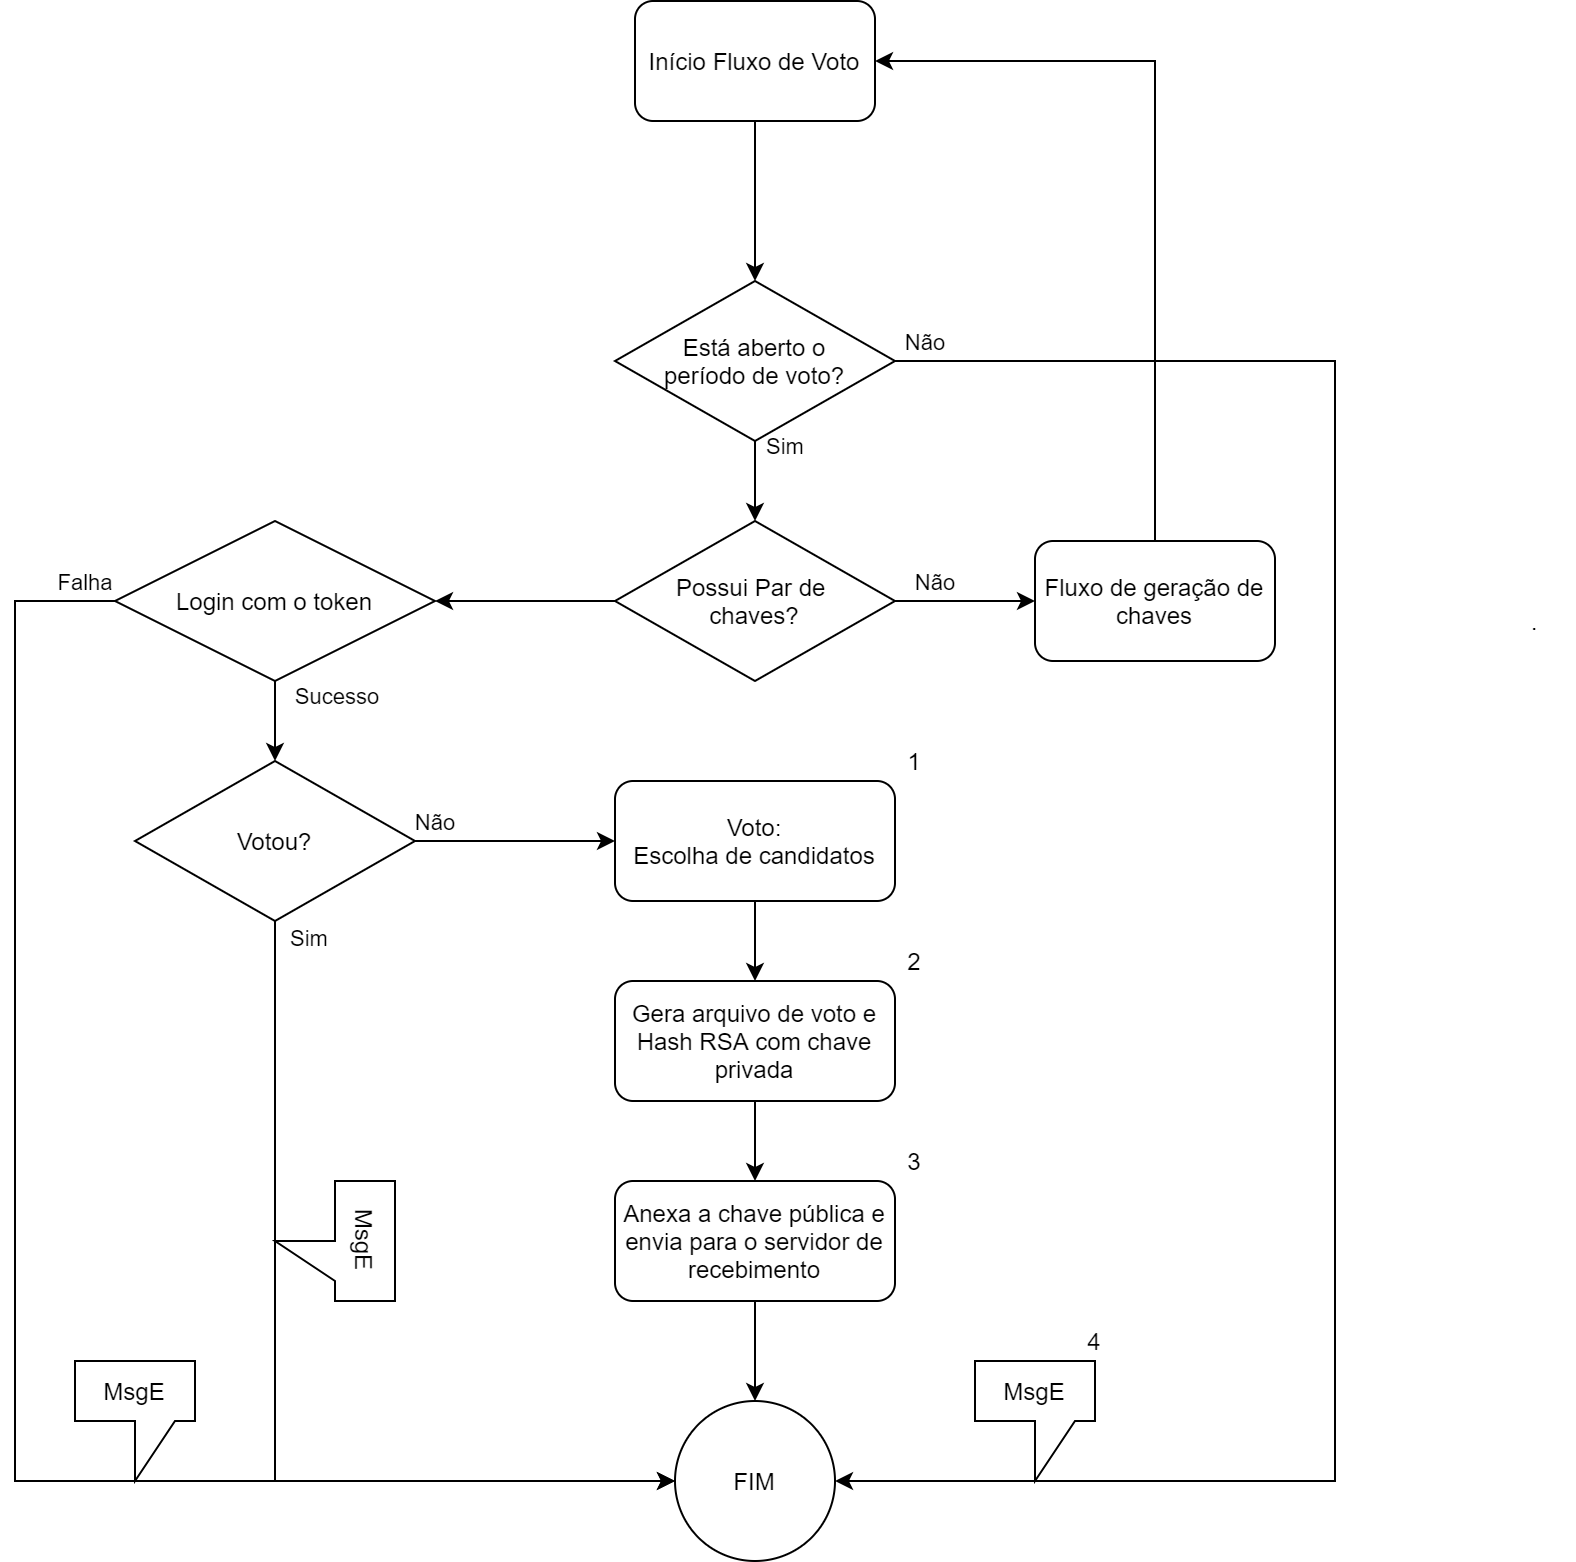 Início Fluxo de Voto
Está aberto o
período de voto?
Não
Sim
Falha
Login com o token
Possui Par de
chaves?
Não
Fluxo de geração de
chaves
.
Sucesso
1
Votou?
Não
Voto:
Escolha de candidatos
Sim
2
Gera arquivo de voto e
Hash RSA com chave
privada
3
Anexa a chave pública e
envia para o servidor de
recebimento
MsgE
4
MsgE
MsgE
FIM